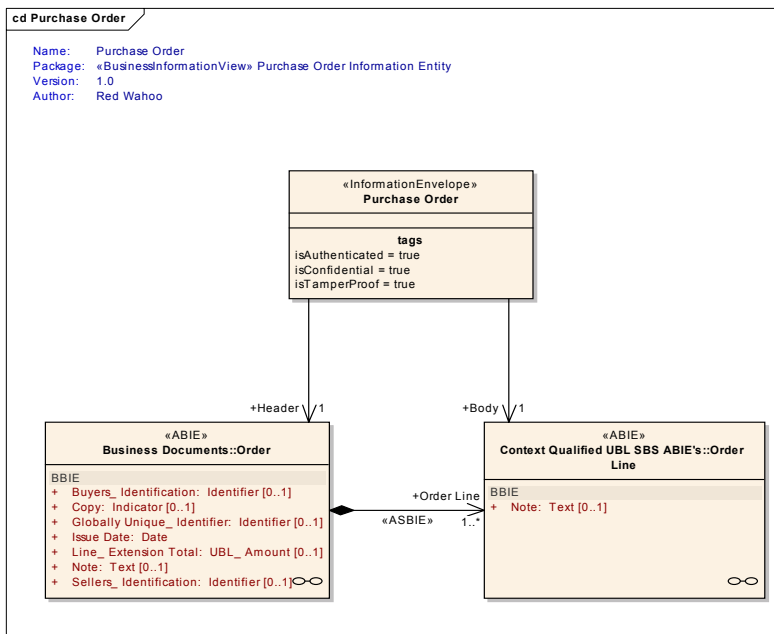 cd Purchase Order
Name: Purchase Order
Package: «BusinessInformationView» Purchase Order Information Entity
Version: 1.0
Author: Red Wahoo
«InformationEnvelope»
Purchase Order
tags
isAuthenticated = true
isConfidential = true
isTamperProof = true
+Header 1
+Body 1
«ABIE»
Business Documents::Order
BBIE
+ Buyers_ Identification: Identifier [0..1]
+ Copy: Indicator [0..1]
+ Globally Unique_ Identifier: Identifier [0..1]
+ Issue Date: Date
+ Line_ Extension Total: UBL_ Amount [0..1]
+ Note: Text [0..1]
+ Sellers_ Identification: Identifier [0..1]
+Order Line
«ASBIE» 1..*
«ABIE»
Context Qualified UBL SBS ABIE's::Order
Line
BBIE
+ Note: Text [0..1]